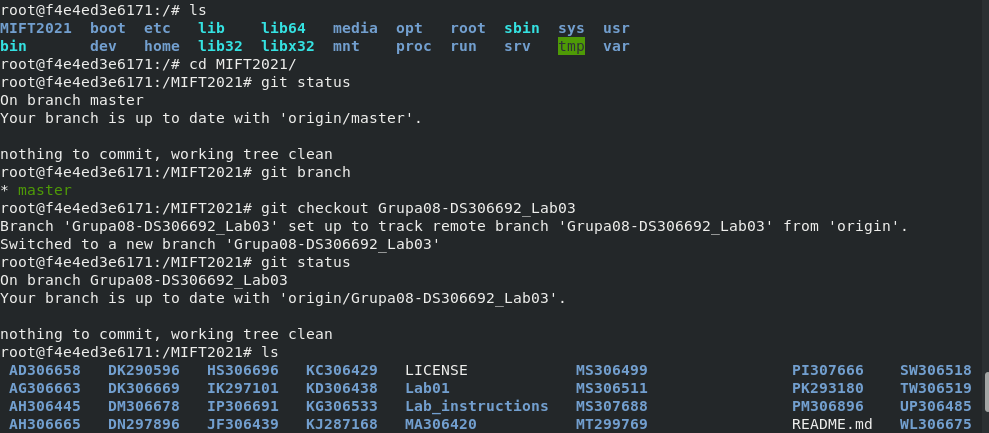 root@f4e4ed3e6171:/# ls
MIFT2021  boot  etc   lib    lib64   media  opt   root  sbin  sys  usr
bin       dev   home  lib32  libx32  mnt    proc  run   srv   tmp  var
root@f4e4ed3e6171:/# cd MIFT2021/
root@f4e4ed3e6171:/MIFT2021# git status
On branch master
Your branch is up to date with 'origin/master'.

nothing to commit, working tree clean
root@f4e4ed3e6171:/MIFT2021# git branch
* master
root@f4e4ed3e6171:/MIFT2021# git checkout Grupa08-DS306692_Lab03
Branch 'Grupa08-DS306692_Lab03' set up to track remote branch 'Grupa08-DS306692_Lab03' from 'origin'.
Switched to a new branch 'Grupa08-DS306692_Lab03'
root@f4e4ed3e6171:/MIFT2021# git status
On branch Grupa08-DS306692_Lab03
Your branch is up to date with 'origin/Grupa08-DS306692_Lab03'.

nothing to commit, working tree clean
root@f4e4ed3e6171:/MIFT2021# ls
AD306658   DK290596   HS306696   KC306429   LICENSE            MS306499                PI307666    SW306518
AG306663   DK306669   IK297101   KD306438   Lab01              MS306511                PK293180    TW306519
AH306445   DM306678   IP306691   KG306533   Lab_instructions   MS307688                PM306896    UP306485
AH306665   DN297896   JF306439   KJ287168   MA306420           MT299769                README.md   WL306675